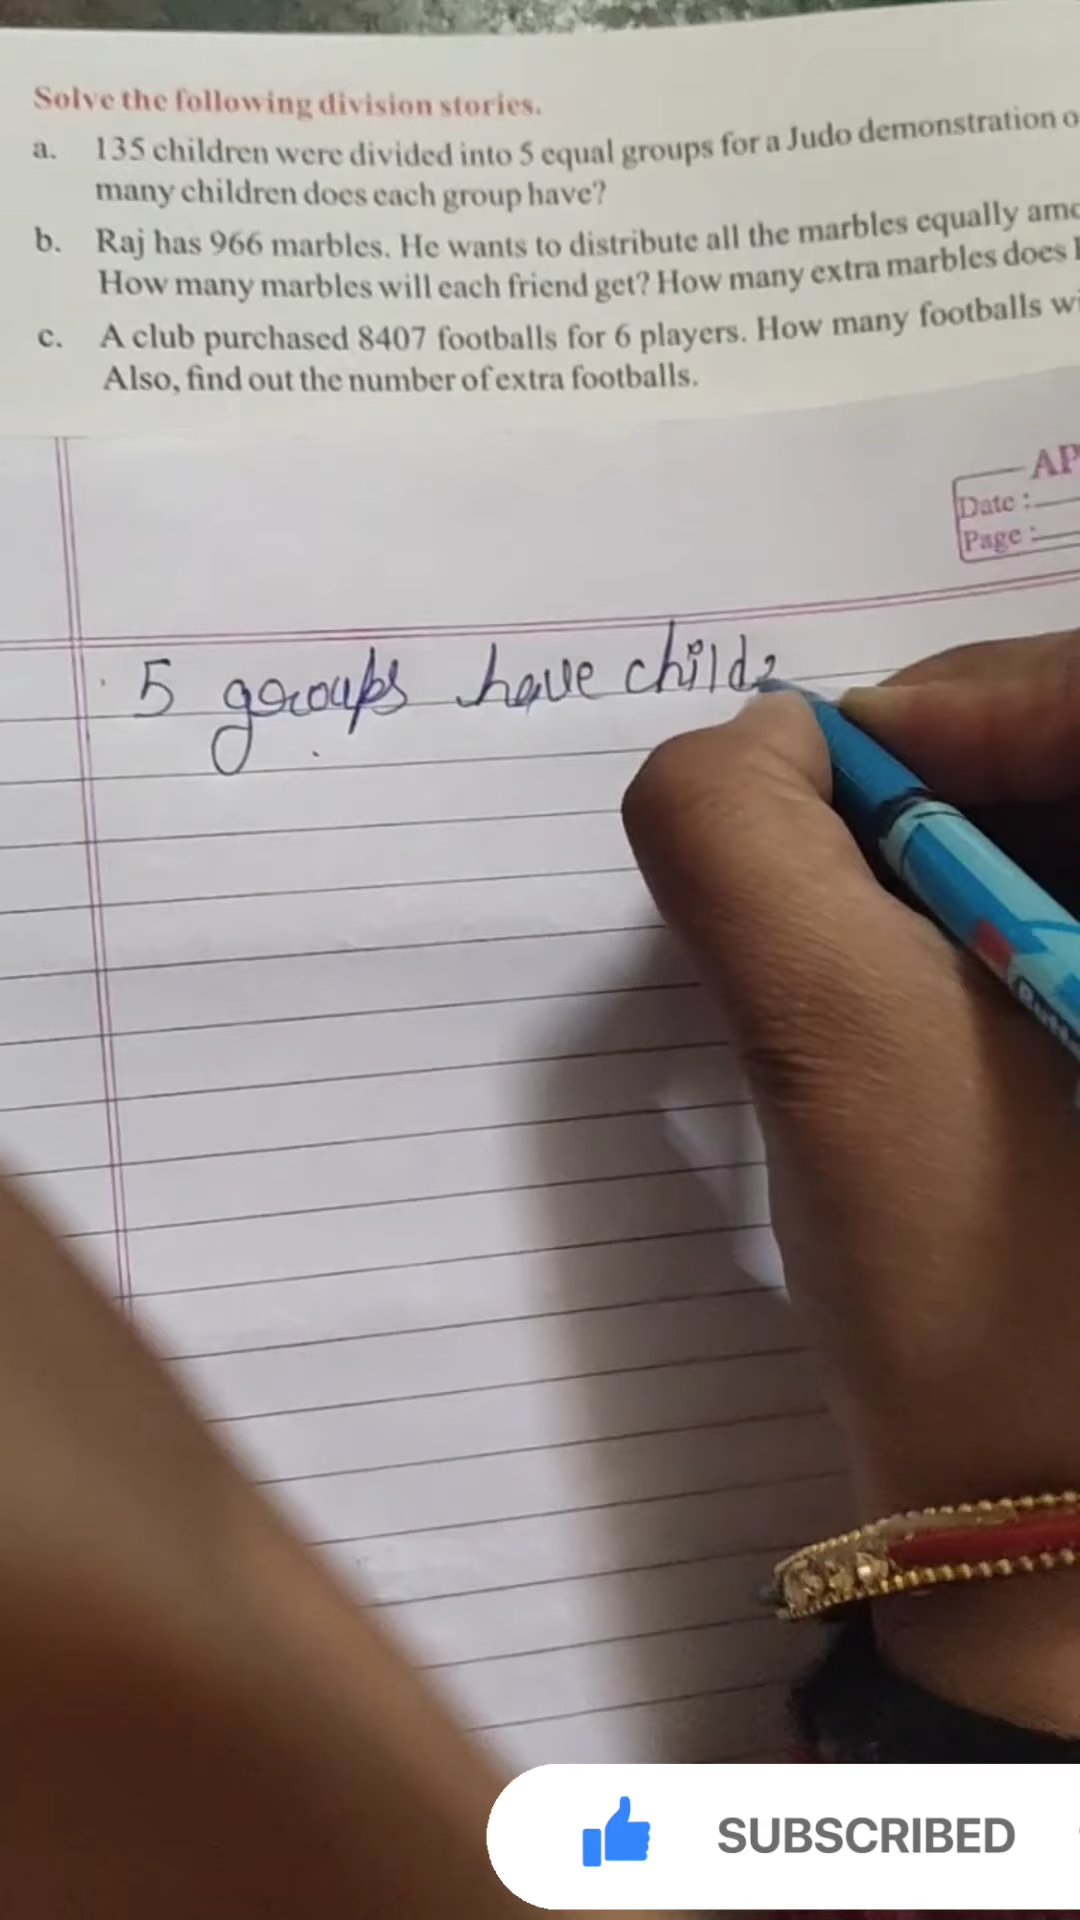 Solve the following division stories.
a. 135 children were divided into 5 equal groups for a Judo demonstration o
many children does each group have?
b. Raj has 966 marbles. He wants to distribute all the marbles equally amo
How many marbles will each friend get? How many extra marbles does
c. A club purchased 8407 footballs for 6 players. How many footballs wi
Also, find out the number of extra footballs.
AP
Date :
Page :
5 groups have childr
SUBSCRIBED